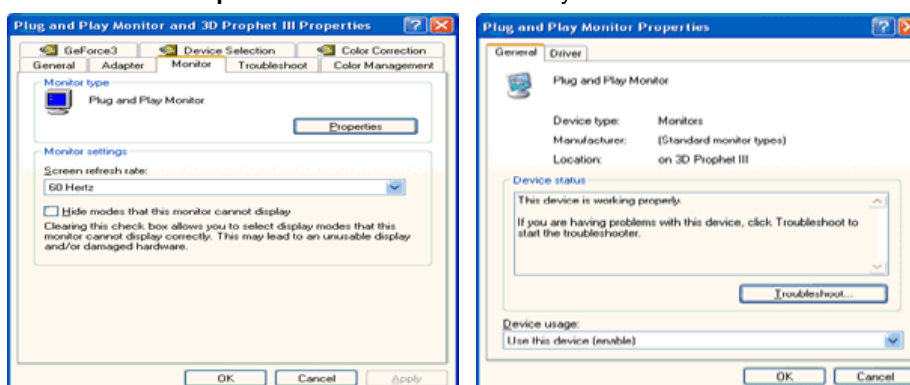 Plug and Play Monitor and 3D Prophet III Properties
GeForce3 Device Selection Color Correction
General Adapter Monitor Troubleshoot Color Management
Monitor type
Plug and Play Monitor
Properties
Monitor settings
Screen refresh rate:
60 Hertz
Hide modes that this monitor cannot display
Clearing this check box allows you to select display modes that this
monitor cannot display correctly. This may lead to an unusable display
and/or damaged hardware.
OK Cancel Apply
Plug and Play Monitor Properties
General Driver
Plug and Play Monitor
Device type: Monitors
Manufacturer: (Standard monitor types)
Location: on 3D Prophet III
Device status
This device is working properly.
If you are having problems with this device, click Troubleshoot to
start the troubleshooter.
Troubleshoot...
Device usage:
Use this device (enable)
OK Cancel